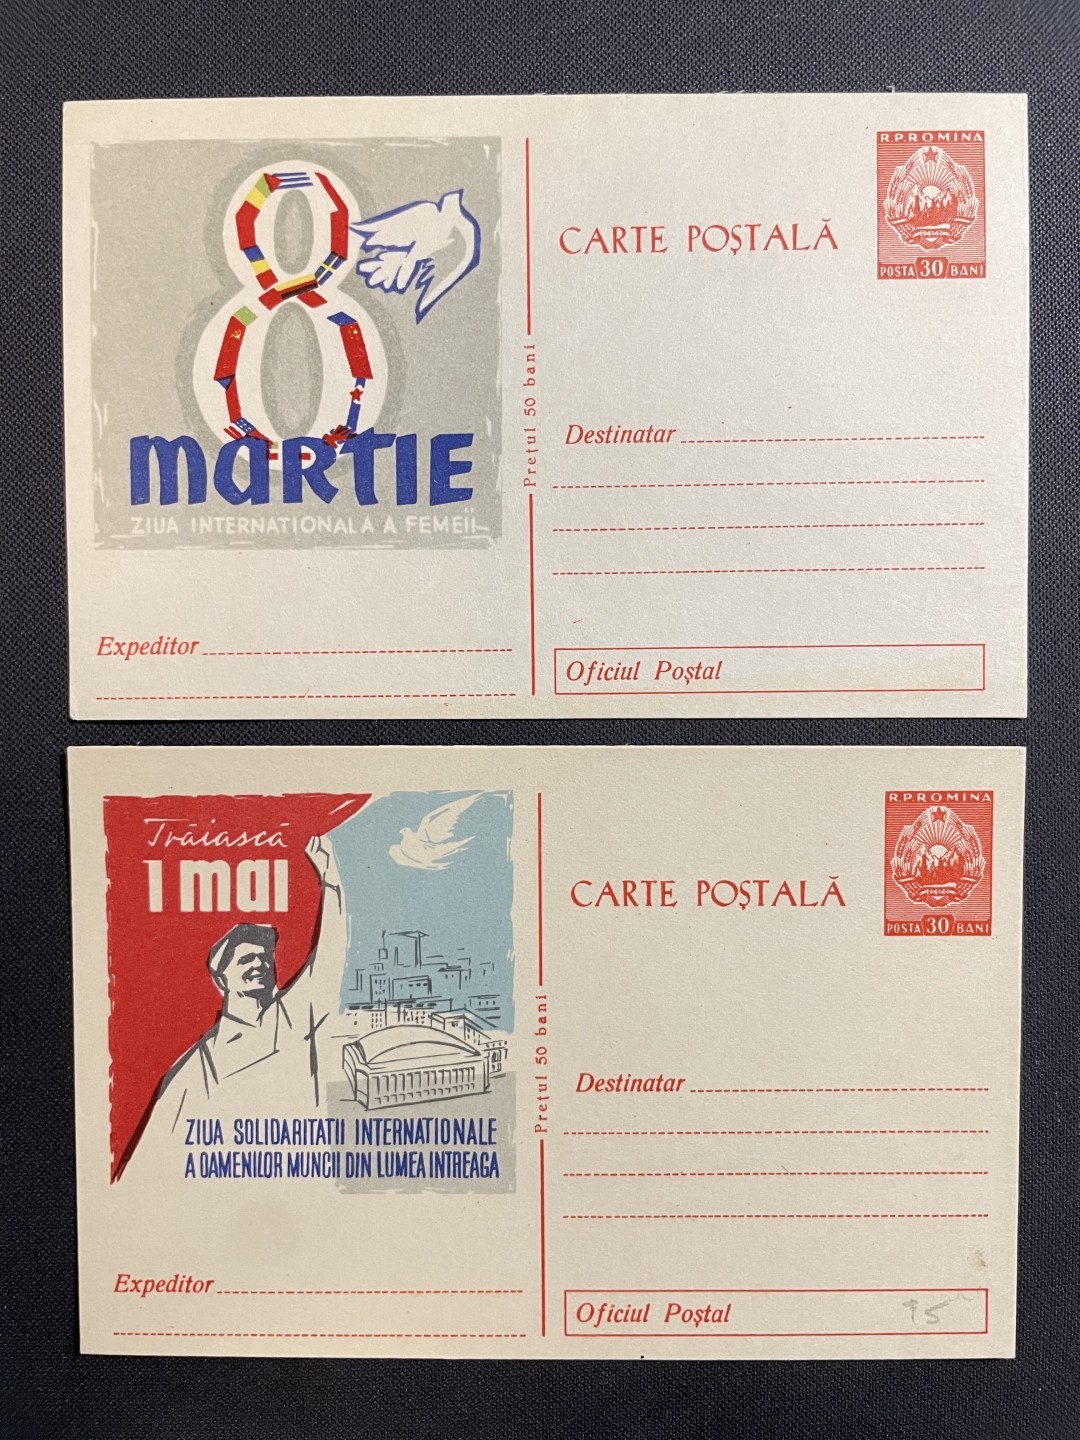 8
MARTIE
ZIUA INTERNATIONALA A FEMEII
Expeditor
Prețul 50 bani
CARTE POȘTALĂ
R.P.ROMINA
POSTA 30 BANI
Destinatar
Oficiul Poștal
Trăiască
1 mai
ZIUA SOLIDARITATII INTERNATIONALE
A OAMENILOR MUNCII DIN LUMEA INTREAGA
Expeditor
Prețul 50 bani
CARTE POȘTALĂ
R.P.ROMINA
POSTA 30 BANI
Destinatar
Oficiul Poștal